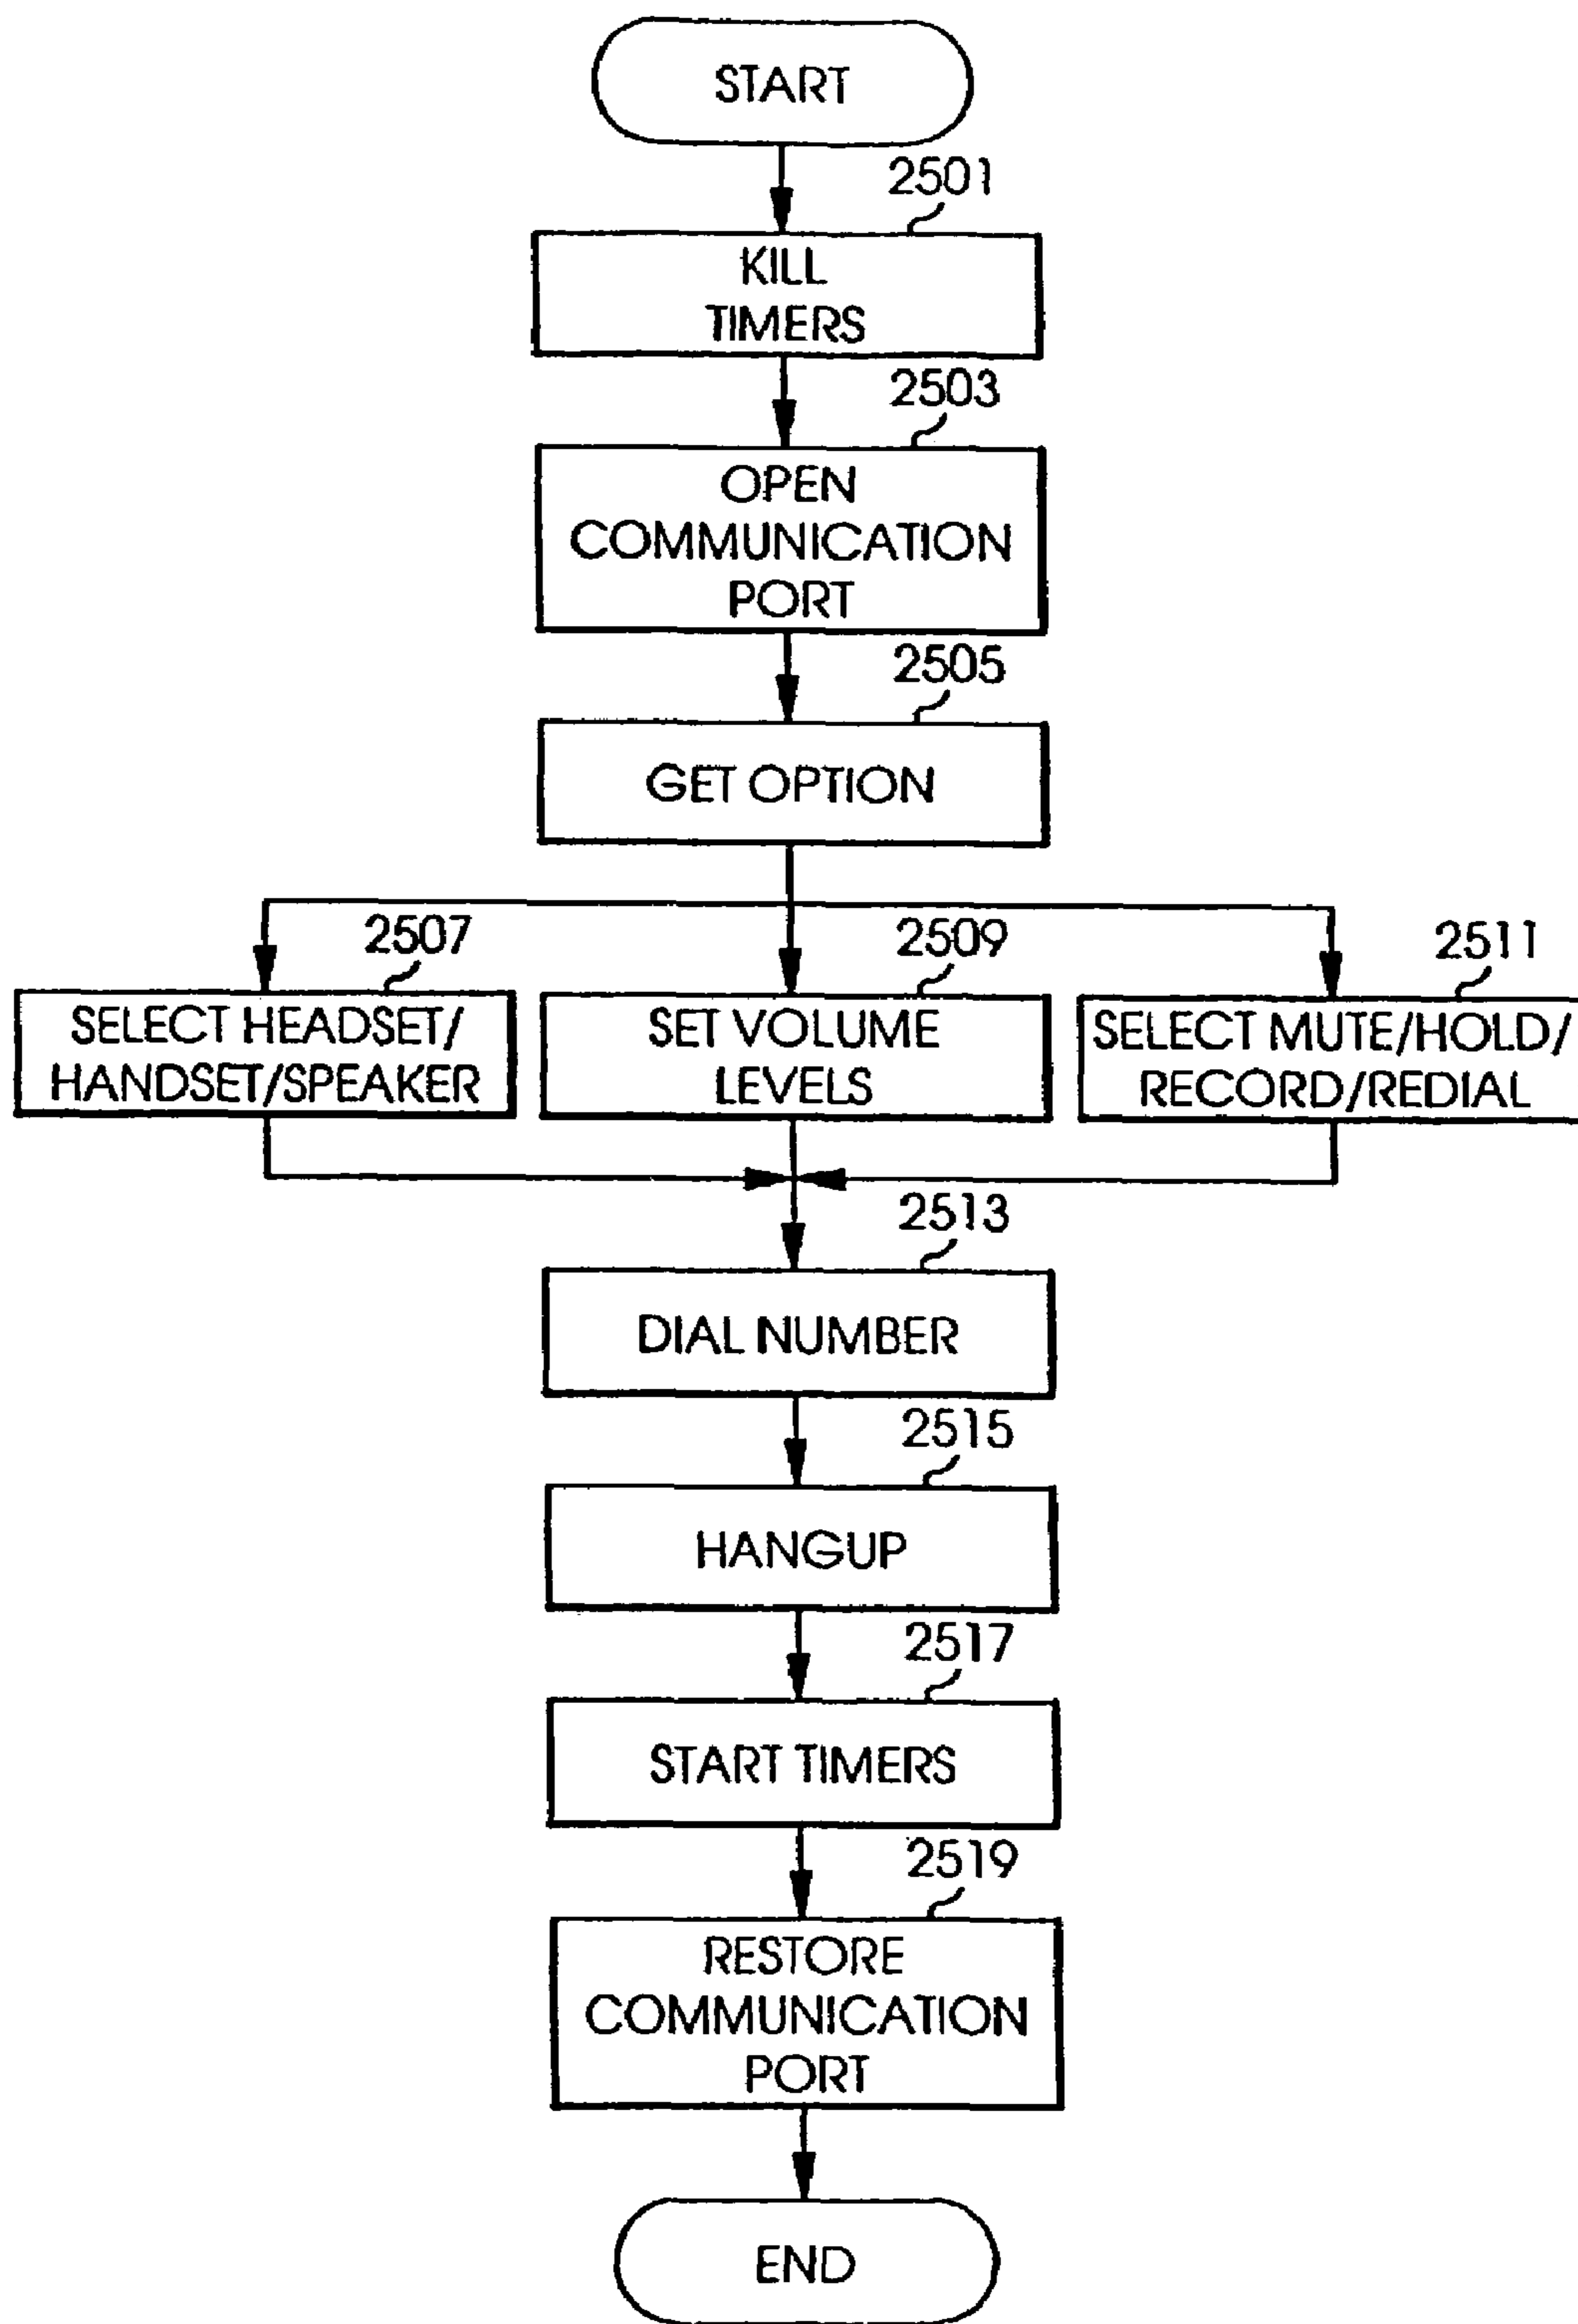 START
2501
KILL
TIMERS
2503
OPEN
COMMUNICATION
PORT
2505
GET OPTION
2507
SELECT HEADSET/
HANDSET/SPEAKER
2509
SET VOLUME
LEVELS
2511
SELECT MUTE/HOLD/
RECORD/REDIAL
2513
DIAL NUMBER
2515
HANGUP
2517
START TIMERS
2519
RESTORE
COMMUNICATION
PORT
END